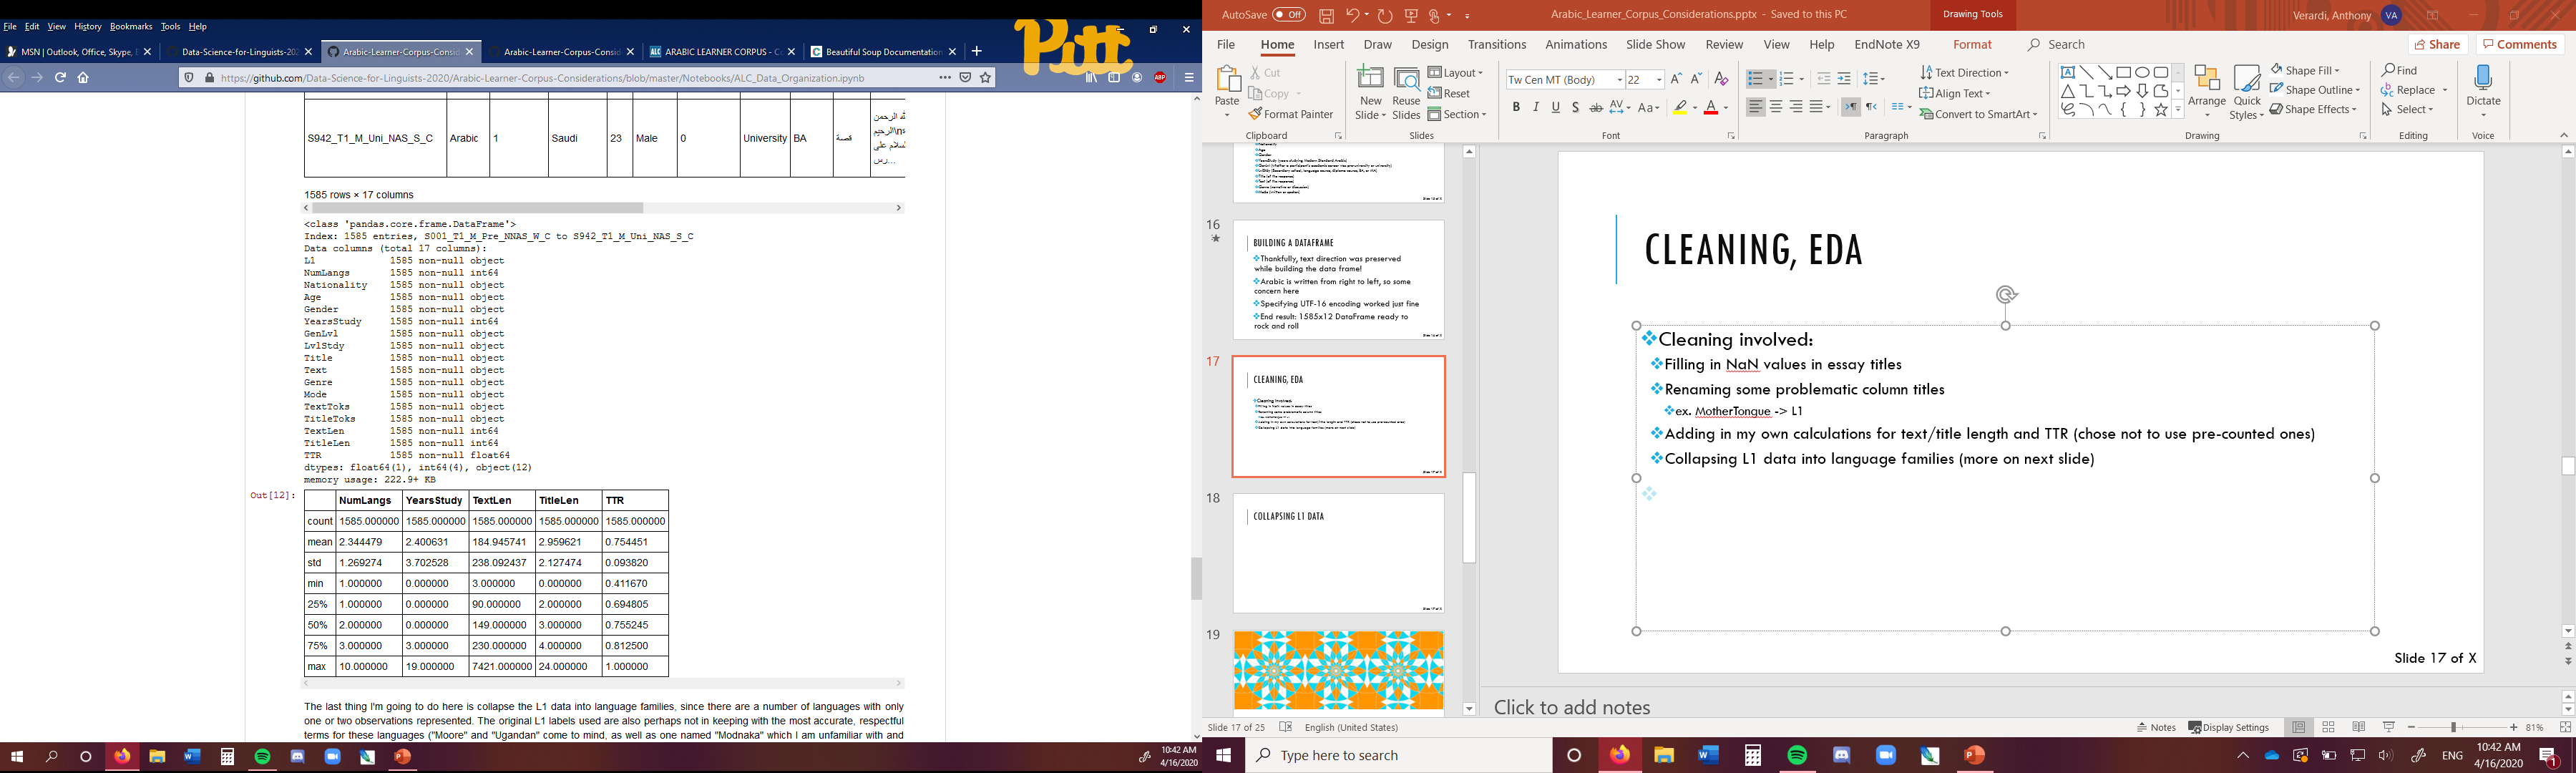 File Edit View History Bookmarks Tools Help
Pitt
MSN | Outlook, Office, Skype,
Data-Science-for-Linguists-202
Arabic-Learner-Corpus-Consid
Arabic-Learner-Corpus-Consid
ARABIC LEARNER CORPUS - C
Beautiful Soup Documentation
https://github.com/Data-Science-for-Linguists-2020/Arabic-Learner-Corpus-Considerations/blob/master/Notebooks/ALC_Data_Organization.ipynb
S942_T1_M_Uni_NAS_S_C Arabic 1 Saudi 23 Male 0 University BA قصة
1585 rows × 17 columns
<class 'pandas.core.frame.DataFrame'>
Index: 1585 entries, S001_T1_M_Pre_NNAS_W_C to S942_T1_M_Uni_NAS_S_C
Data columns (total 17 columns):
L1 1585 non-null object
NumLangs 1585 non-null int64
Nationality 1585 non-null object
Age 1585 non-null object
Gender 1585 non-null object
YearsStudy 1585 non-null int64
GenLvl 1585 non-null object
LvlStdy 1585 non-null object
Title 1585 non-null object
Text 1585 non-null object
Genre 1585 non-null object
Mode 1585 non-null object
TextToks 1585 non-null object
TitleToks 1585 non-null object
TextLen 1585 non-null int64
TitleLen 1585 non-null int64
TTR 1585 non-null float64
dtypes: float64(1), int64(4), object(12)
memory usage: 222.9+ KB
Out[12]:
NumLangs YearsStudy TextLen TitleLen TTR
count 1585.000000 1585.000000 1585.000000 1585.000000 1585.000000
mean 2.344479 2.400631 184.945741 2.959621 0.754451
std 1.269274 3.702528 238.092437 2.127474 0.093820
min 1.000000 0.000000 3.000000 0.000000 0.411670
25% 1.000000 0.000000 90.000000 2.000000 0.694805
50% 2.000000 0.000000 149.000000 3.000000 0.755245
75% 3.000000 3.000000 230.000000 4.000000 0.812500
max 10.000000 19.000000 7421.000000 24.000000 1.000000
The last thing I'm going to do here is collapse the L1 data into language families, since there are a number of languages with only
one or two observations represented. The original L1 labels used are also perhaps not in keeping with the most accurate, respectful
terms for these languages ("Moore" and "Ugandan" come to mind, as well as one named "Modnaka" which I am unfamiliar with and
10:42 AM
4/16/2020
AutoSave Off
Arabic_Learner_Corpus_Considerations.pptx - Saved to this PC
Drawing Tools
Verardi, Anthony VA
File Home Insert Draw Design Transitions Animations Slide Show Review View Help EndNote X9 Format Search
Share Comments
Paste Cut
Copy
Format Painter
Clipboard
New Slide
Reuse Slides
Layout
Reset
Section
Slides
Tw Cen MT (Body) 22
Font
Text Direction
Align Text
Convert to SmartArt
Paragraph
Arrange
Quick Styles
Shape Fill
Shape Outline
Shape Effects
Drawing
Find
Replace
Select
Editing
Dictate
Voice
16
BUILDING A DATAFRAME
Thankfully, text direction was preserved
while building the data frame!
Arabic is written from right to left, so some
concern here
Specifying UTF-16 encoding worked just fine
End result: 1585x12 DataFrame ready to
rock and roll
17
CLEANING, EDA
18
COLLAPSING L1 DATA
19
CLEANING, EDA
Cleaning involved:
Filling in NaN values in essay titles
Renaming some problematic column titles
ex. MotherTongue -> L1
Adding in my own calculations for text/title length and TTR (chose not to use pre-counted ones)
Collapsing L1 data into language families (more on next slide)
Slide 17 of X
Click to add notes
Slide 17 of 25 English (United States)
Notes Display Settings 81%
Type here to search
ENG
10:42 AM
4/16/2020